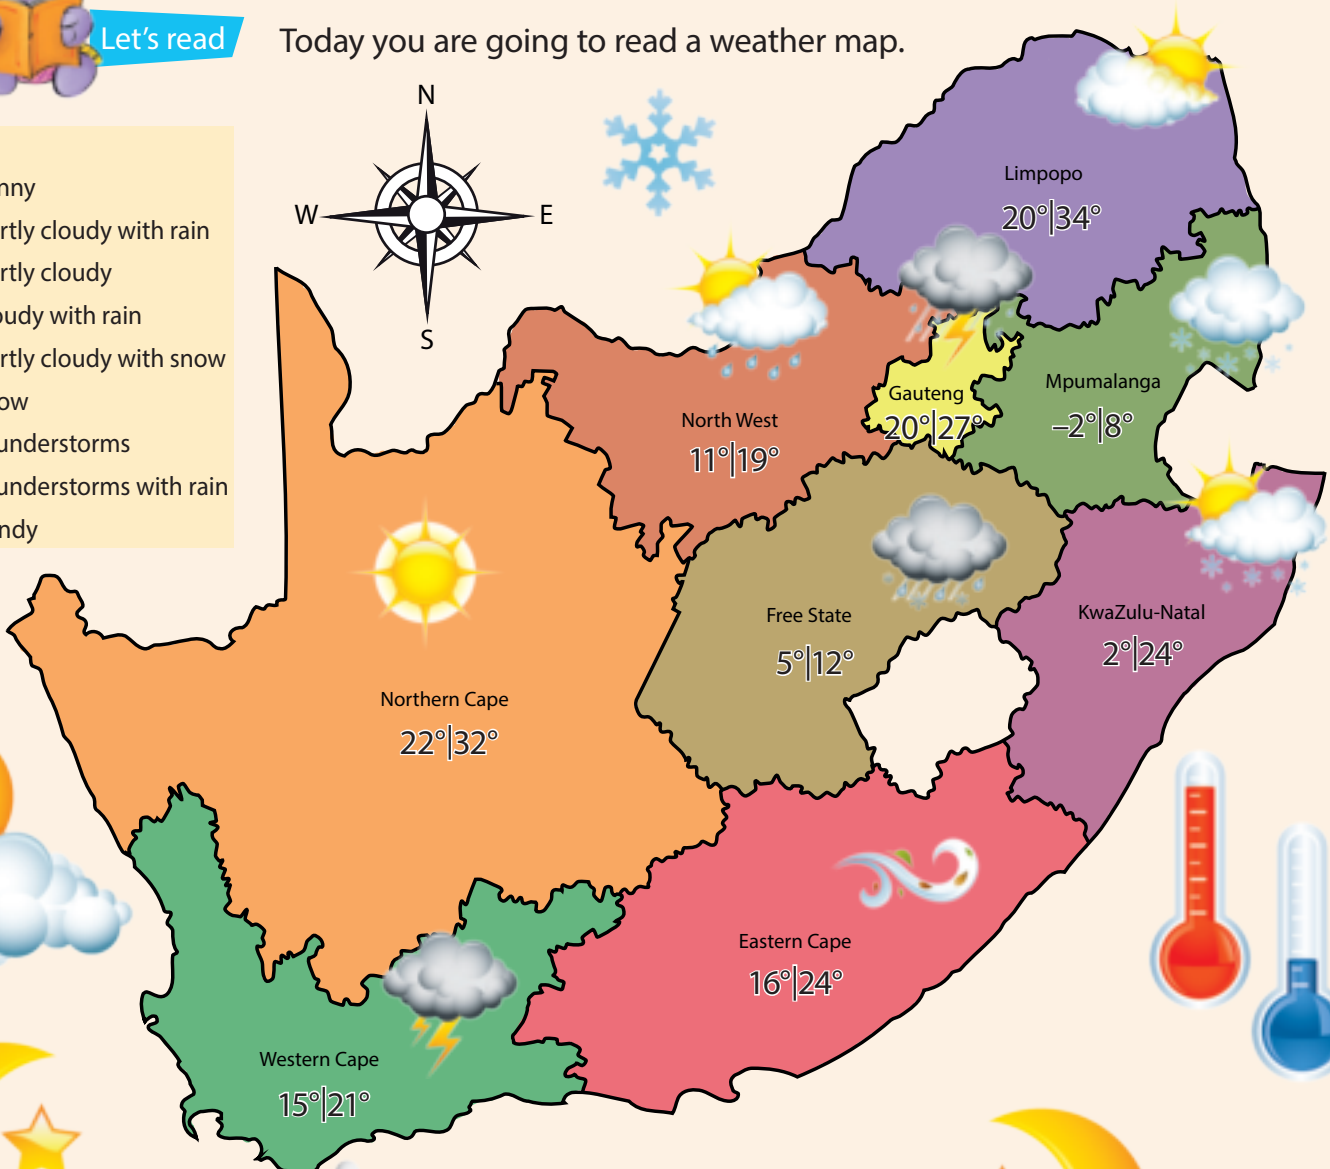 Let's read
Today you are going to read a weather map.
N
W
E
S
nny
rtly cloudy with rain
rtly cloudy
oudy with rain
rtly cloudy with snow
ow
understorms
understorms with rain
ndy
Limpopo
20°|34°
North West
11°|19°
Gauteng
20°|27°
Mpumalanga
–2°|8°
Free State
5°|12°
KwaZulu-Natal
2°|24°
Northern Cape
22°|32°
Eastern Cape
16°|24°
Western Cape
15°|21°